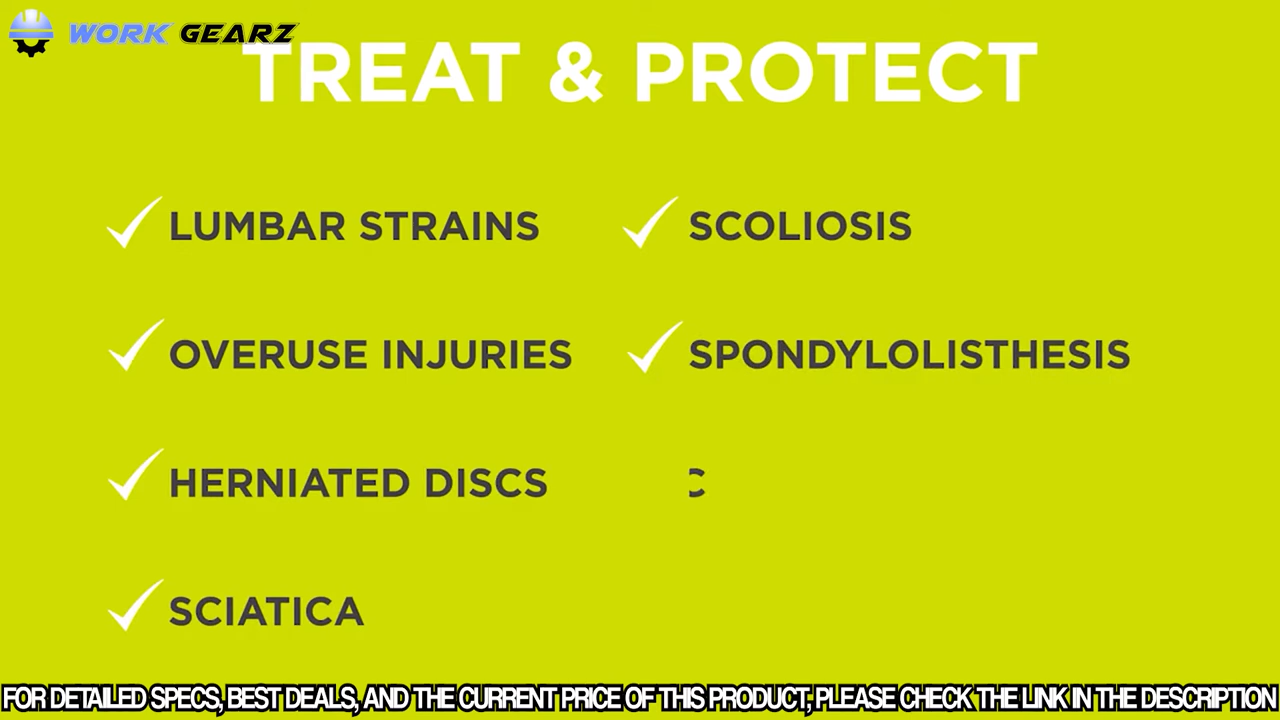 WORK GEARZ
TREAT & PROTECT
LUMBAR STRAINS
SCOLIOSIS
OVERUSE INJURIES
SPONDYLOLISTHESIS
HERNIATED DISCS
SCIATICA
FOR DETAILED SPECS, BEST DEALS, AND THE CURRENT PRICE OF THIS PRODUCT, PLEASE CHECK THE LINK IN THE DESCRIPTION